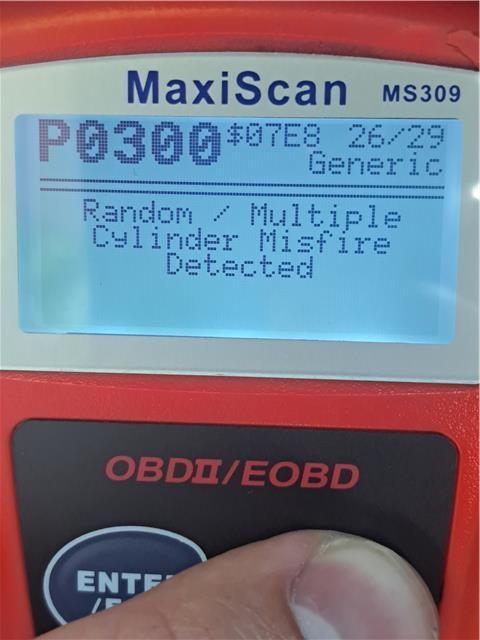 MaxiScan MS309
P0300 $07E8 26/29
Generic
Random / Multiple
Cylinder Misfire
Detected
OBDII/EOBD